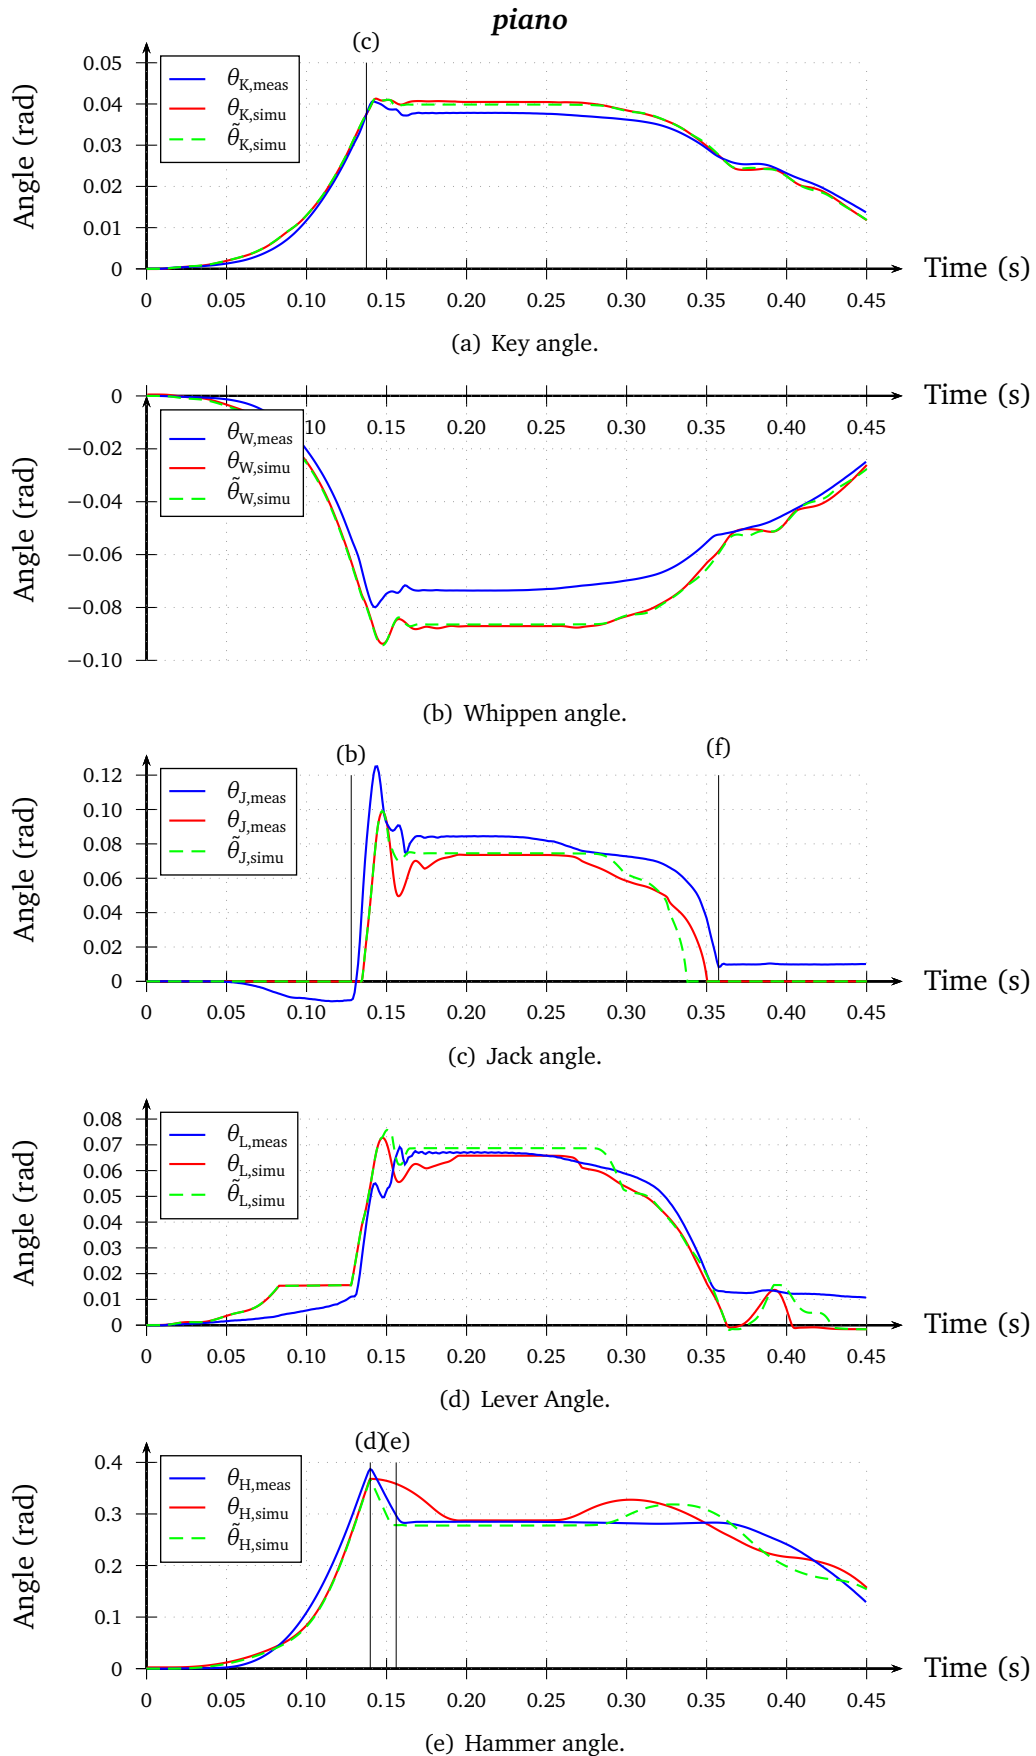 piano
(c)
Angle (rad)
0.05
0.04
0.03
0.02
0.01
0
θK,meas
θK,simu
θ̃K,simu
0 0.05 0.10 0.15 0.20 0.25 0.30 0.35 0.40 0.45
Time (s)
(a) Key angle.
Angle (rad)
0
−0.02
−0.04
−0.06
−0.08
−0.10
Time (s)
10 0.15 0.20 0.25 0.30 0.35 0.40 0.45
θW,meas
θW,simu
θ̃W,simu
(b) Whippen angle.
(b)
(f)
Angle (rad)
0.12
0.10
0.08
0.06
0.04
0.02
0
θJ,meas
θJ,meas
θ̃J,simu
0 0.05 0.10 0.15 0.20 0.25 0.30 0.35 0.40 0.45
Time (s)
(c) Jack angle.
Angle (rad)
0.08
0.07
0.06
0.05
0.04
0.03
0.02
0.01
0
θL,meas
θL,simu
θ̃L,simu
0 0.05 0.10 0.15 0.20 0.25 0.30 0.35 0.40 0.45
Time (s)
(d) Lever Angle.
(d)(e)
Angle (rad)
0.4
0.3
0.2
0.1
0
θH,meas
θH,simu
θ̃H,simu
0 0.05 0.10 0.15 0.20 0.25 0.30 0.35 0.40 0.45
Time (s)
(e) Hammer angle.